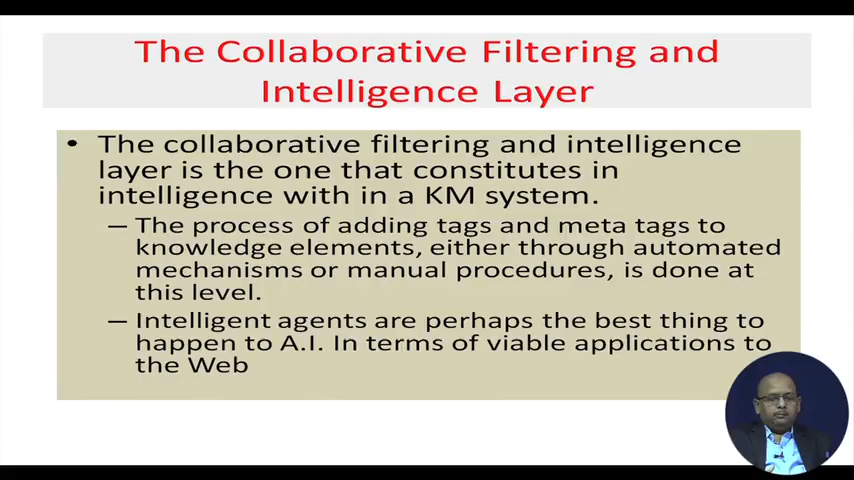 The Collaborative Filtering and
Intelligence Layer
• The collaborative filtering and intelligence
layer is the one that constitutes in
intelligence with in a KM system.
– The process of adding tags and meta tags to
knowledge elements, either through automated
mechanisms or manual procedures, is done at
this level.
– Intelligent agents are perhaps the best thing to
happen to A.I. In terms of viable applications to
the Web